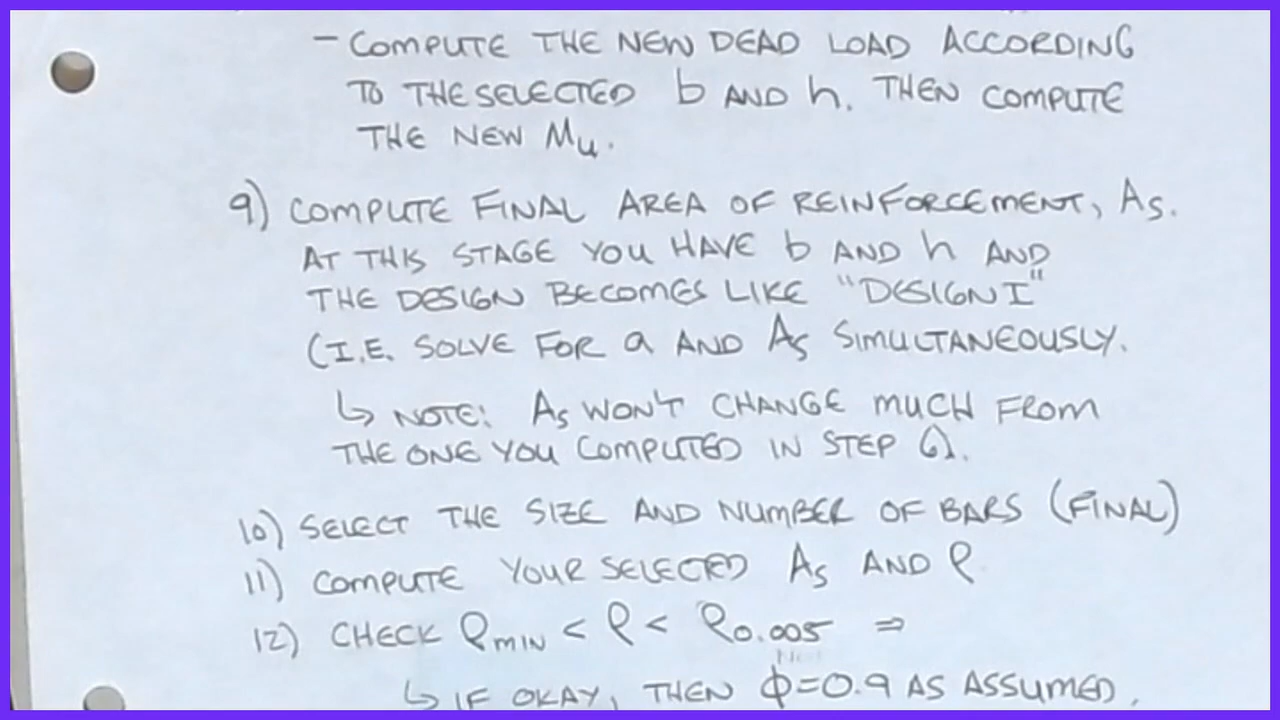 - COMPUTE THE NEW DEAD LOAD ACCORDING
TO THE SELECTED b AND h. THEN COMPUTE
THE NEW Mu.
9) COMPUTE FINAL AREA OF REINFORCEMENT, As.
AT THIS STAGE YOU HAVE b AND h AND
THE DESIGN BECOMES LIKE "DESIGN I"
(I.E. SOLVE FOR a AND As SIMULTANEOUSLY.
↳ NOTE: As WON'T CHANGE MUCH FROM
THE ONE YOU COMPUTED IN STEP 6).
10) SELECT THE SIZE AND NUMBER OF BARS (FINAL)
11) COMPUTE YOUR SELECTED As AND ρ
12) CHECK ρMIN < ρ < ρ0.005 ⇒
↳ IF OKAY, THEN ϕ=0.9 AS ASSUMED.